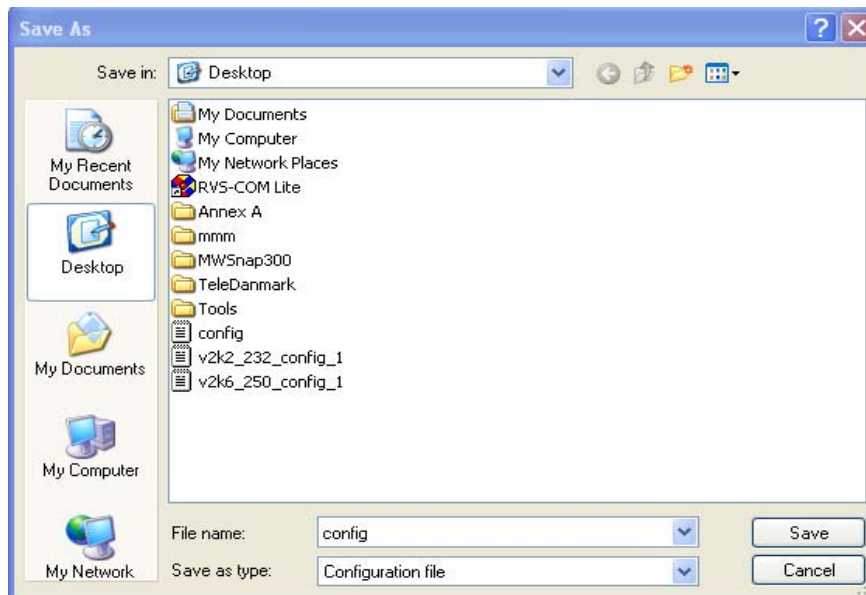 Save As
Save in: Desktop
My Recent
Documents
Desktop
My Documents
My Computer
My Network
My Documents
My Computer
My Network Places
RVS-COM Lite
Annex A
mmm
MWSnap300
TeleDanmark
Tools
config
v2k2_232_config_1
v2k6_250_config_1
File name: config Save
Save as type: Configuration file Cancel